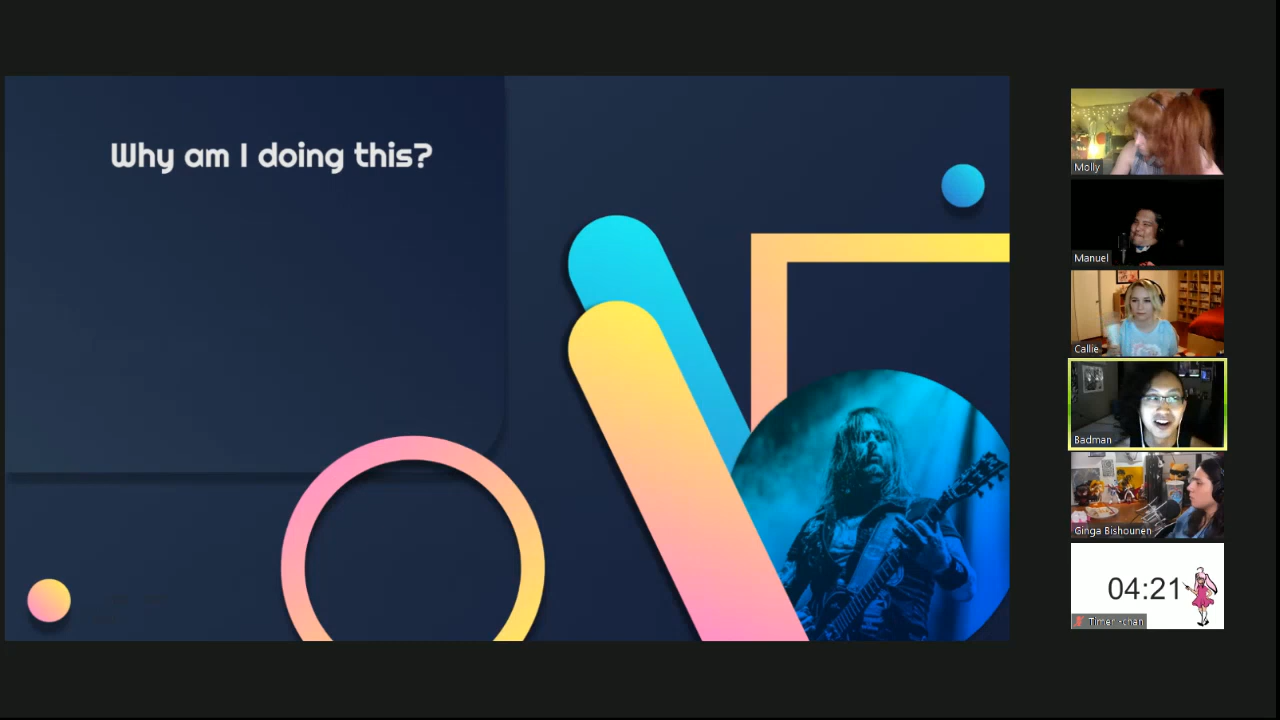 Why am I doing this?
Molly
Manuel
Callie
Badman
Ginga Bishounen
04:21
Timer-chan